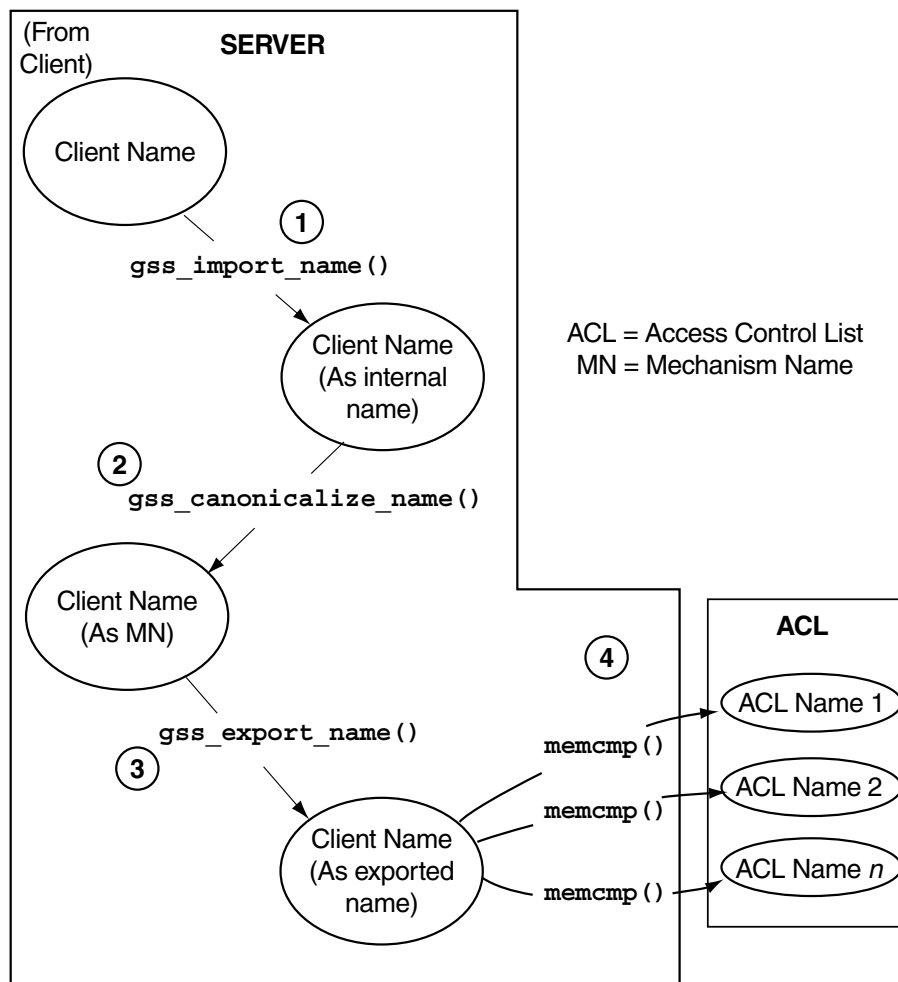 (From
Client)
SERVER
Client Name
1
gss_import_name()
Client Name
(As internal
name)
ACL = Access Control List
MN = Mechanism Name
2
gss_canonicalize_name()
Client Name
(As MN)
3
gss_export_name()
Client Name
(As exported
name)
4
memcmp()
memcmp()
memcmp()
ACL
ACL Name 1
ACL Name 2
ACL Name n